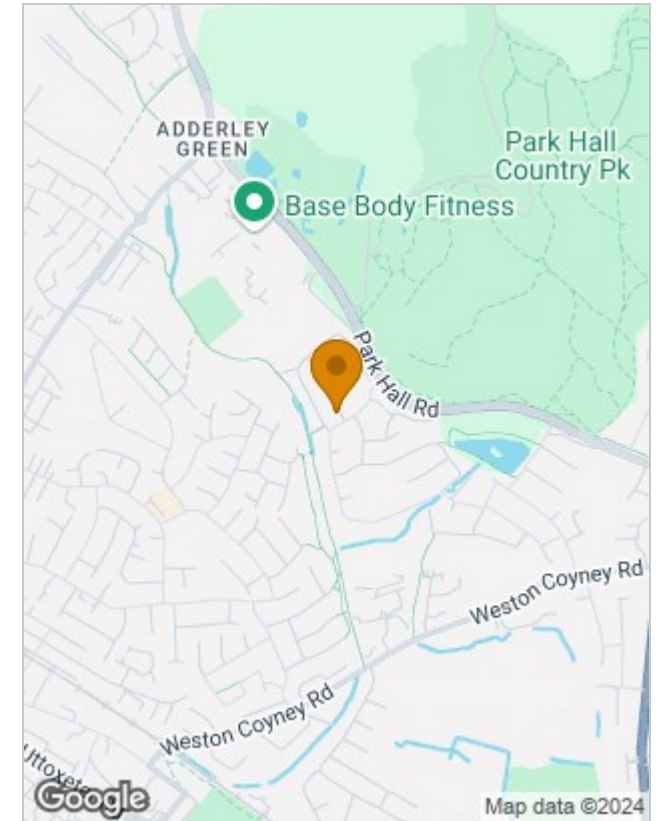 ADDERLEY
GREEN
Park Hall
Country Pk
Base Body Fitness
Park Hall Rd
Weston Coyney Rd
Weston Coyney Rd
Google
Map data ©2024